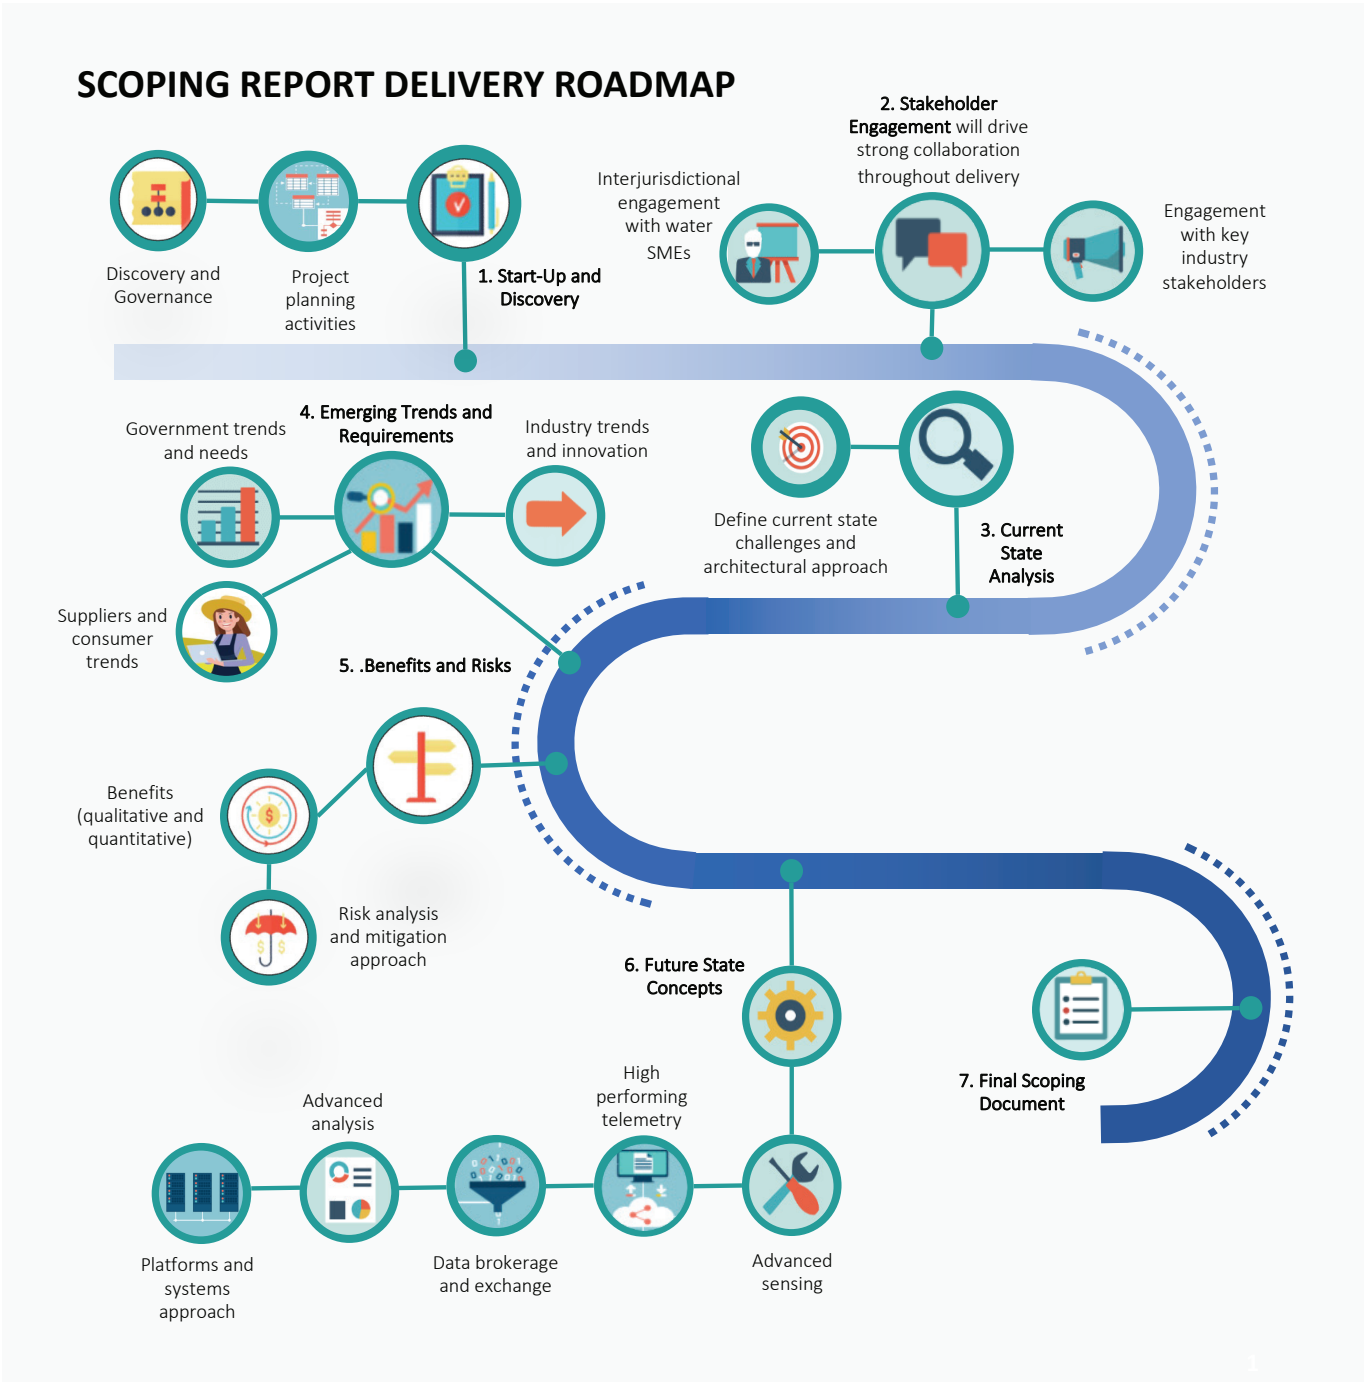 SCOPING REPORT DELIVERY ROADMAP
Discovery and
Governance
Project
planning
activities
1. Start-Up and
Discovery
Interjurisdictional
engagement
with water
SMEs
2. Stakeholder
Engagement will drive
strong collaboration
throughout delivery
Engagement
with key
industry
stakeholders
Define current state
challenges and
architectural approach
3. Current
State
Analysis
4. Emerging Trends and
Requirements
Government trends
and needs
Industry trends
and innovation
Suppliers and
consumer
trends
5. .Benefits and Risks
Benefits
(qualitative and
quantitative)
Risk analysis
and mitigation
approach
6. Future State
Concepts
High
performing
telemetry
Advanced
analysis
Platforms and
systems
approach
Data brokerage
and exchange
Advanced
sensing
7. Final Scoping
Document
1